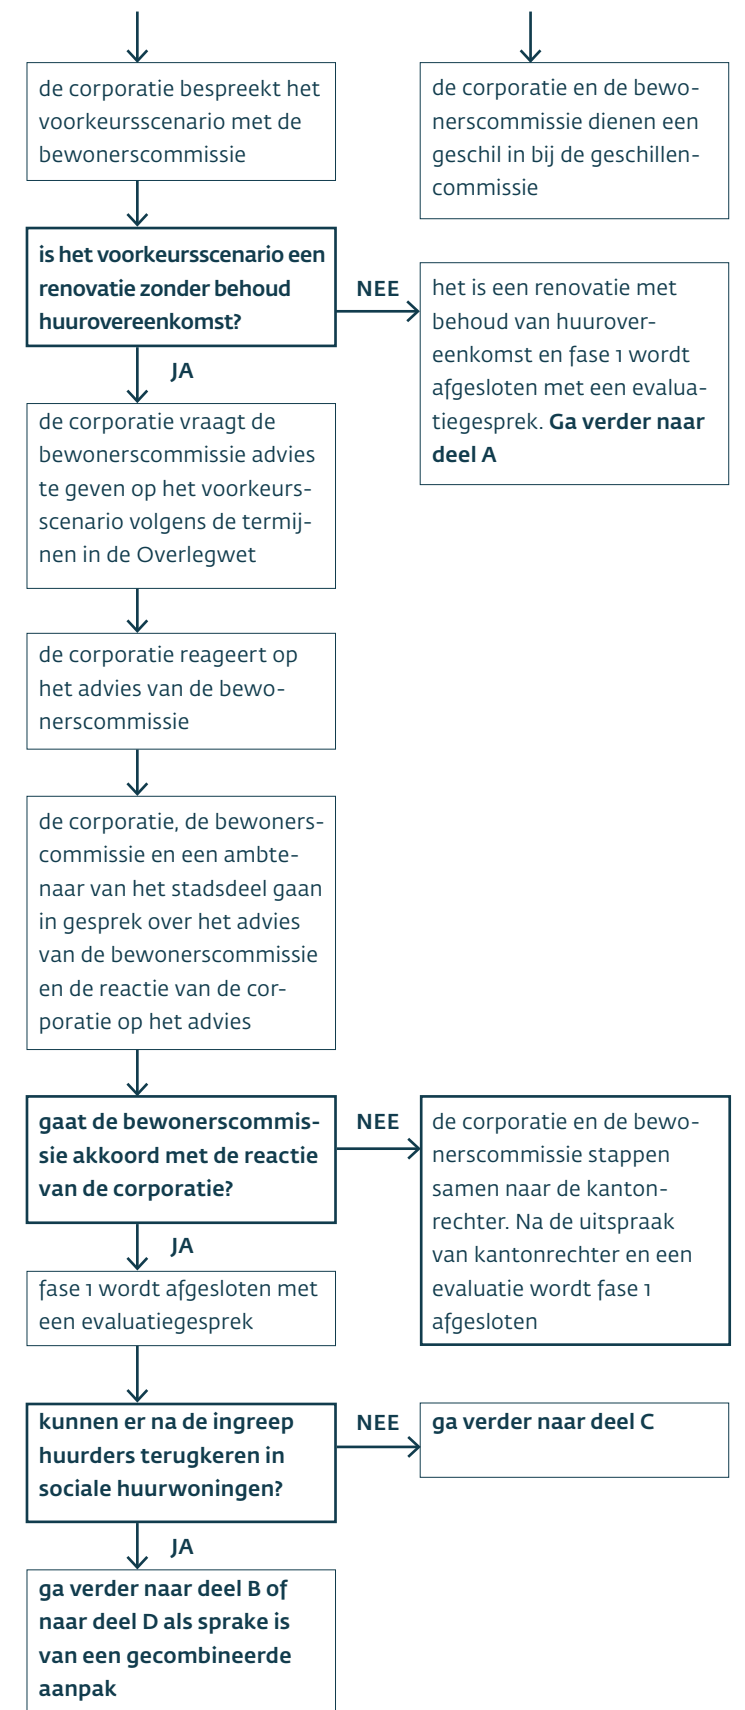 de corporatie bespreekt het
voorkeursscenario met de
bewonerscommissie
de corporatie en de bewo-
nerscommissie dienen een
geschil in bij de geschillen-
commissie
is het voorkeursscenario een
renovatie zonder behoud
huurovereenkomst?
NEE
het is een renovatie met
behoud van huurover-
eenkomst en fase 1 wordt
afgesloten met een evalua-
tiegesprek. Ga verder naar
deel A
JA
de corporatie vraagt de
bewonerscommissie advies
te geven op het voorkeurs-
scenario volgens de termij-
nen in de Overlegwet
de corporatie reageert op
het advies van de bewo-
nerscommissie
de corporatie, de bewoners-
commissie en een ambte-
naar van het stadsdeel gaan
in gesprek over het advies
van de bewonerscommissie
en de reactie van de cor-
poratie op het advies
gaat de bewonerscommis-
sie akkoord met de reactie
van de corporatie?
NEE
de corporatie en de bewo-
nerscommissie stappen
samen naar de kanton-
rechter. Na de uitspraak
van kantonrechter en een
evaluatie wordt fase 1
afgesloten
JA
fase 1 wordt afgesloten met
een evaluatiegesprek
kunnen er na de ingreep
huurders terugkeren in
sociale huurwoningen?
NEE
ga verder naar deel C
JA
ga verder naar deel B of
naar deel D als sprake is
van een gecombineerde
aanpak